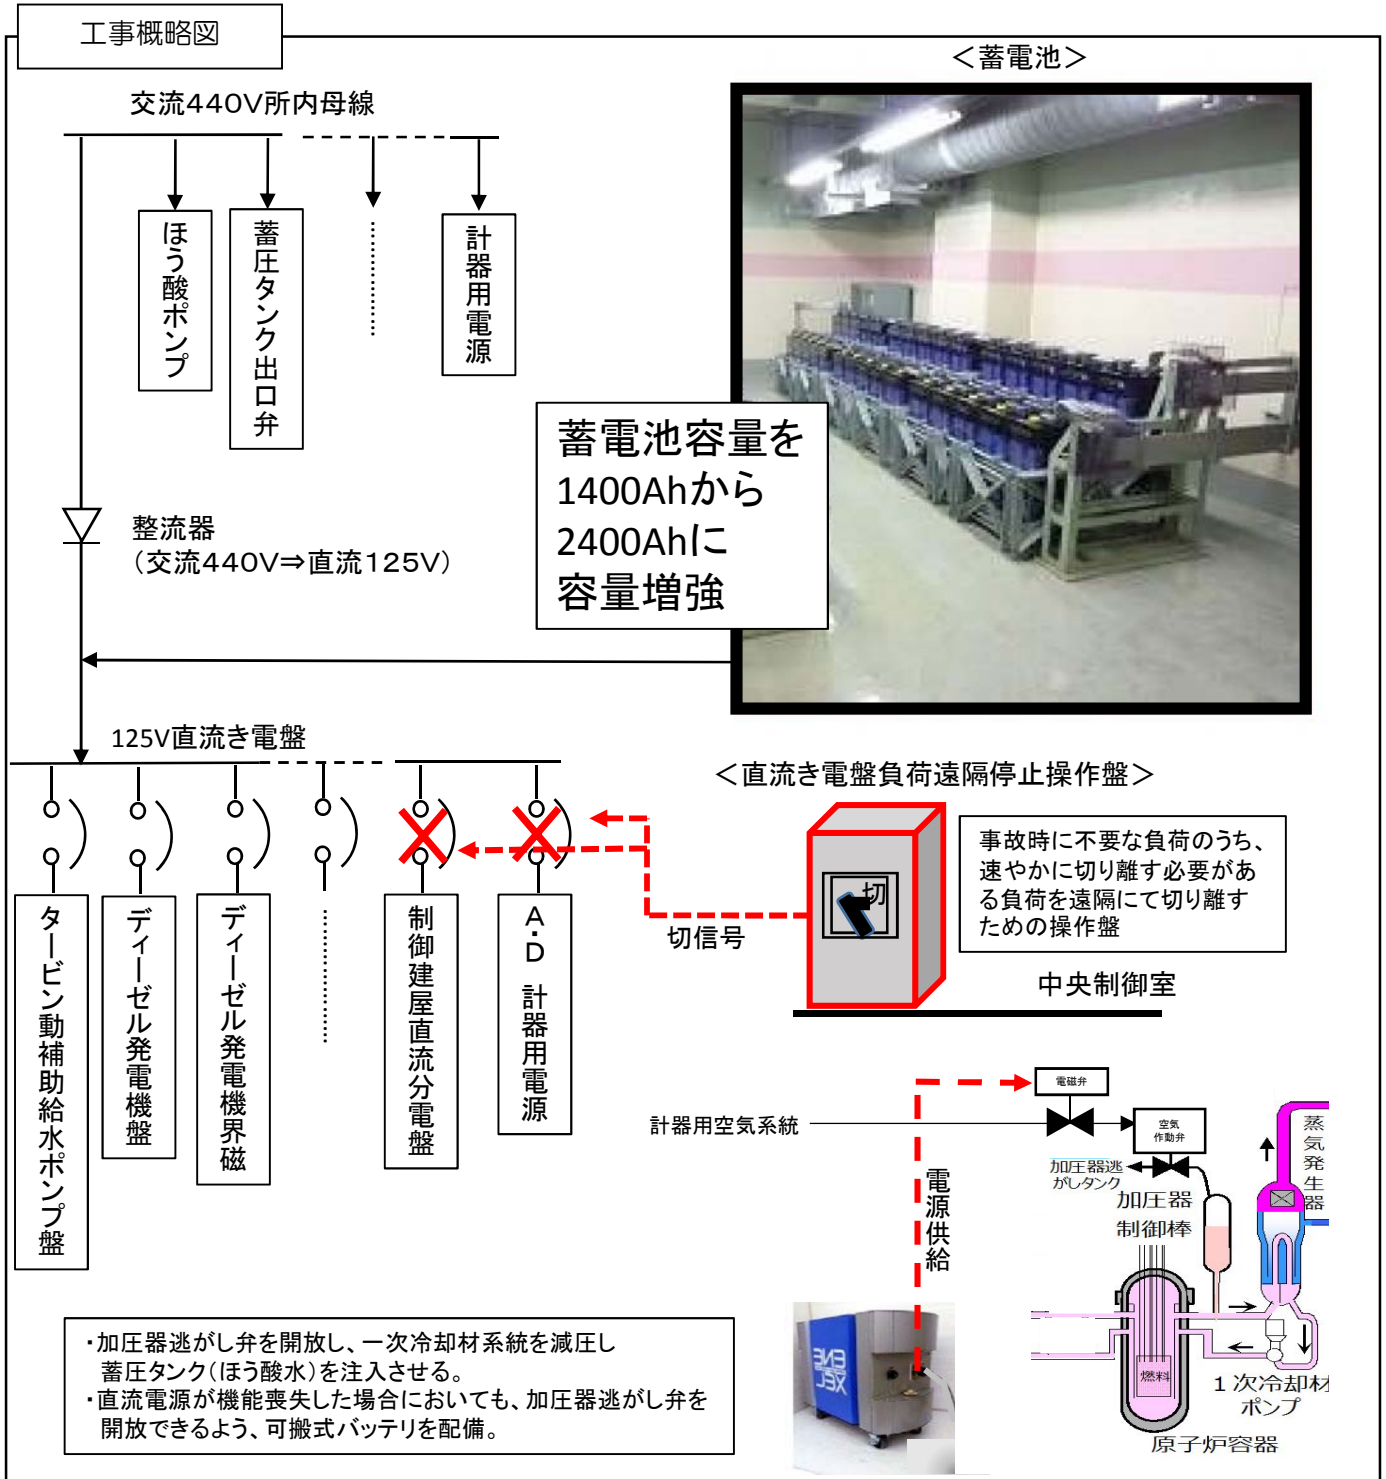 工事概略図
＜蓄電池＞
交流440V所内母線
ほう酸ポンプ
蓄圧タンク出口弁
計器用電源
蓄電池容量を
1400Ahから
2400Ahに
容量増強
整流器
（交流440V⇒直流125V）
125V直流き電盤
＜直流き電盤負荷遠隔停止操作盤＞
切
事故時に不要な負荷のうち、
速やかに切り離す必要があ
る負荷を遠隔にて切り離す
ための操作盤
切信号
中央制御室
タービン動補助給水ポンプ盤
ディーゼル発電機盤
ディーゼル発電機界磁
制御建屋直流分電盤
A・D 計器用電源
電磁弁
計器用空気系統
空気
作動弁
蒸気発生器
加圧器逃
がしタンク
加圧器
制御棒
電源供給
燃料
1次冷却材
ポンプ
原子炉容器
・加圧器逃がし弁を開放し、一次冷却材系統を減圧し
蓄圧タンク（ほう酸水）を注入させる。
・直流電源が機能喪失した場合においても、加圧器逃がし弁を
開放できるよう、可搬式バッテリを配備。